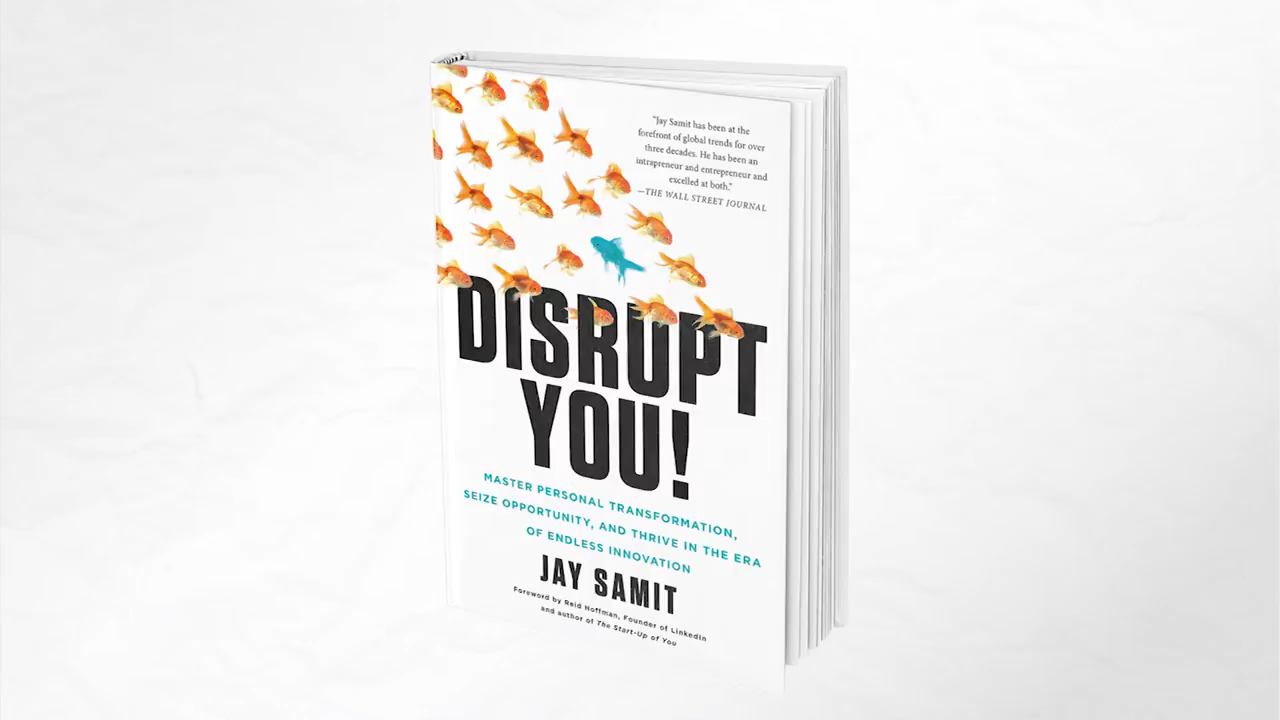 "Jay Samit has been at the
forefront of global trends for over
three decades. He has been an
intrapreneur and entrepreneur and
excelled at both."
—THE WALL STREET JOURNAL
DISRUPT
YOU!
MASTER PERSONAL TRANSFORMATION,
SEIZE OPPORTUNITY, AND THRIVE IN THE ERA
OF ENDLESS INNOVATION
JAY SAMIT
Foreword by Reid Hoffman, Founder of LinkedIn
and author of The Start-Up of You